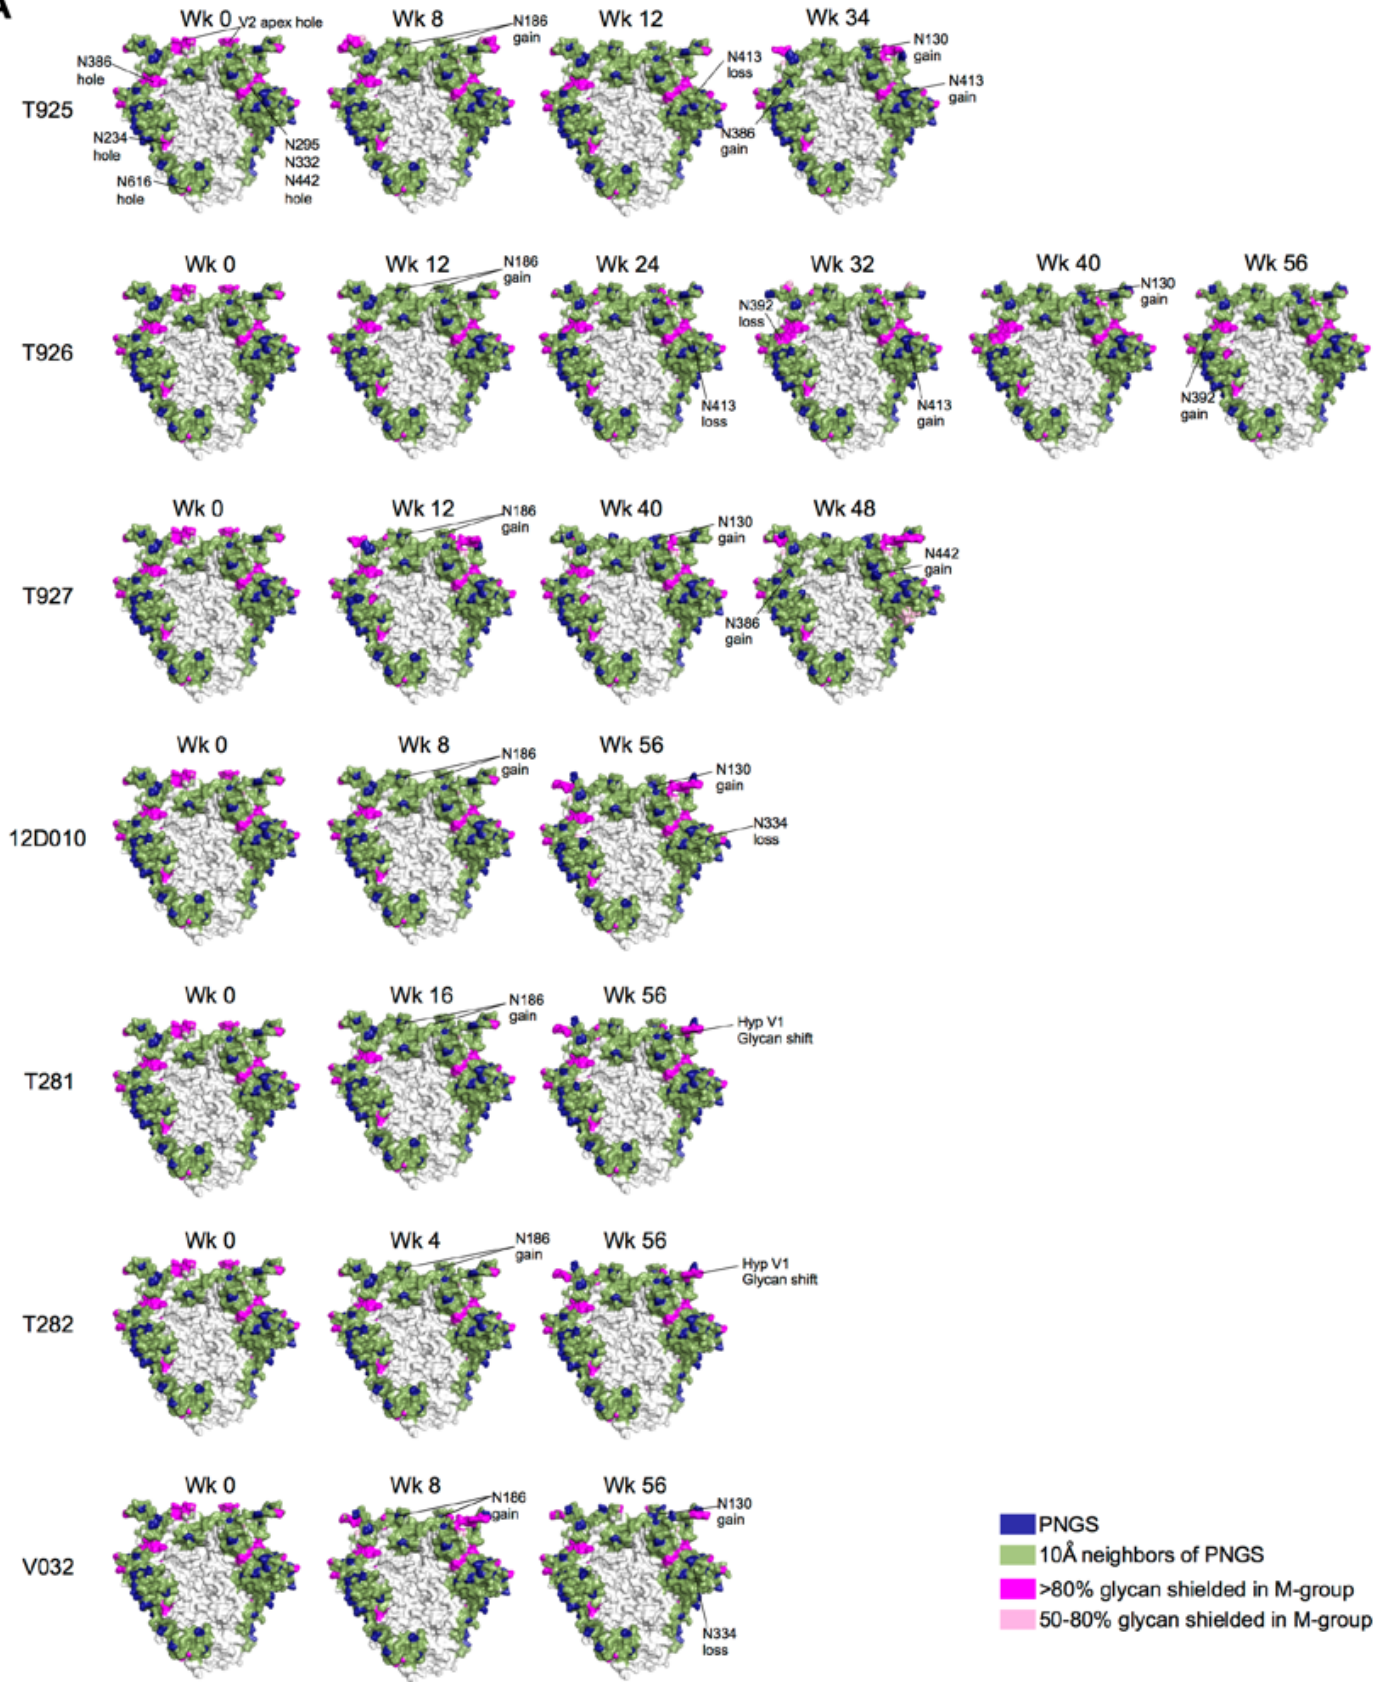 A
Wk 0
V2 apex hole
Wk 8
N186
gain
Wk 12
Wk 34
N130
gain
N386
hole
N413
loss
N413
gain
T925
N234
hole
N295
N332
N442
hole
N386
gain
N616
hole
Wk 0
Wk 12
N186
gain
Wk 24
Wk 32
Wk 40
N130
gain
Wk 56
N392
loss
T926
N413
loss
N413
gain
N392
gain
Wk 0
Wk 12
N186
gain
Wk 40
N130
gain
Wk 48
N442
gain
T927
N386
gain
Wk 0
Wk 8
N186
gain
Wk 56
N130
gain
12D010
N334
loss
Wk 0
Wk 16
N186
gain
Wk 56
Hyp V1
Glycan shift
T281
Wk 0
Wk 4
N186
gain
Wk 56
Hyp V1
Glycan shift
T282
Wk 0
Wk 8
N186
gain
Wk 56
N130
gain
V032
N334
loss
PNGS
10Å neighbors of PNGS
>80% glycan shielded in M-group
50-80% glycan shielded in M-group